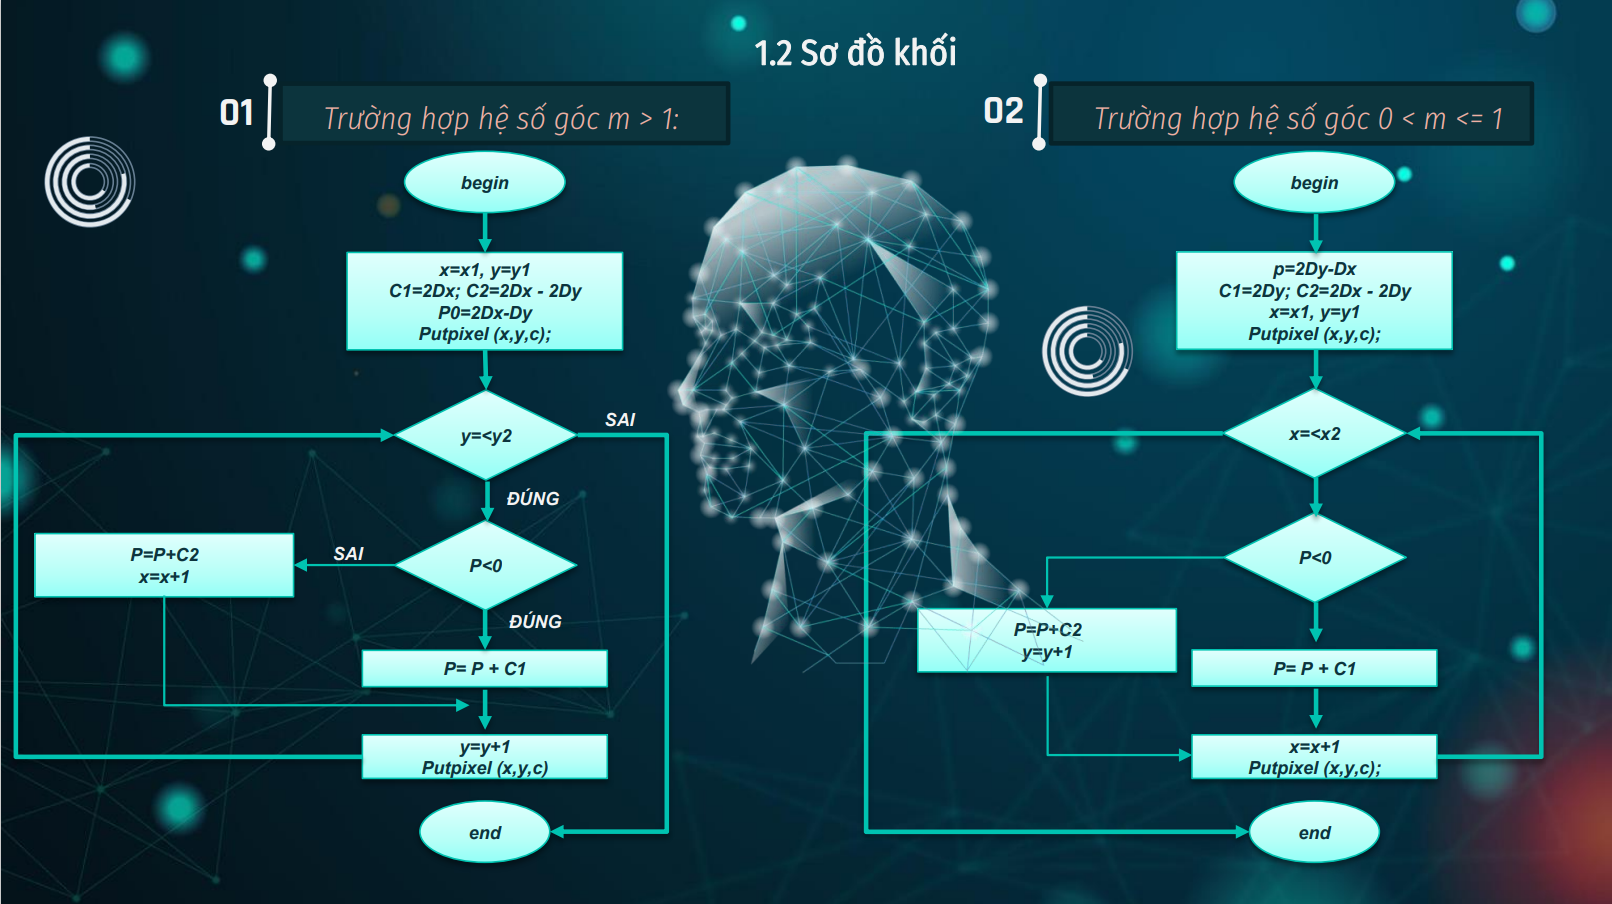 1.2 Sơ đồ khối
01
Trường hợp hệ số góc m > 1:
begin
x=x1, y=y1
C1=2Dx; C2=2Dx - 2Dy
P0=2Dx-Dy
Putpixel (x,y,c);
y=<y2
SAI
ĐÚNG
P<0
SAI
P=P+C2
x=x+1
ĐÚNG
P= P + C1
y=y+1
Putpixel (x,y,c)
end
02
Trường hợp hệ số góc 0 < m <= 1
begin
p=2Dy-Dx
C1=2Dy; C2=2Dx - 2Dy
x=x1, y=y1
Putpixel (x,y,c);
x=<x2
P<0
P=P+C2
y=y+1
P= P + C1
x=x+1
Putpixel (x,y,c);
end